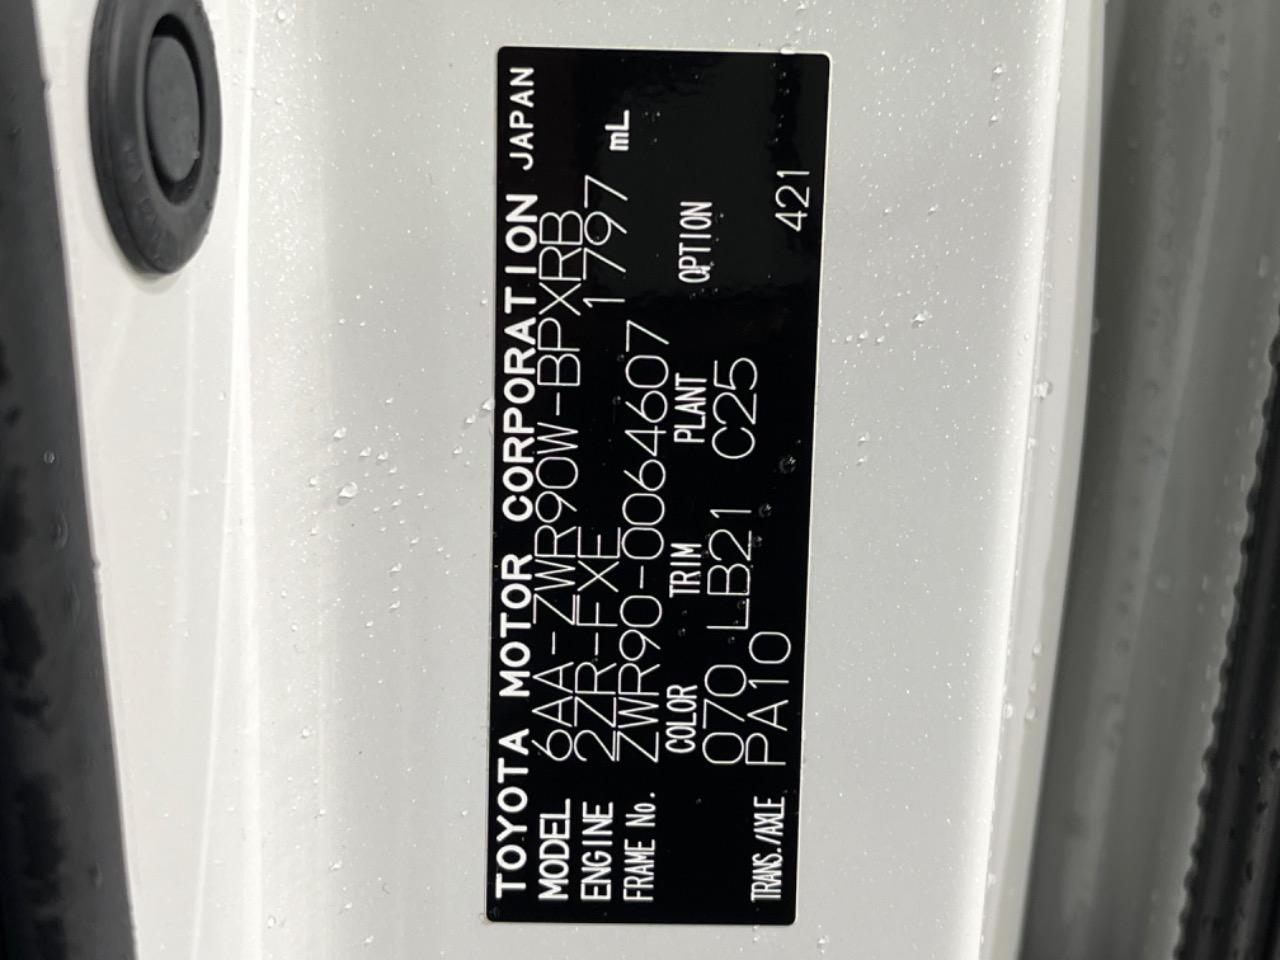 TOYOTA MOTOR CORPORATION JAPAN
MODEL 6AA-ZWR90W-BPXRB
ENGINE 2ZR-FXE 1797 mL
FRAME No. ZWR90-0064607
COLOR TRIM PLANT OPTION
070 LB21 C25
TRANS./AXLE PA10 421